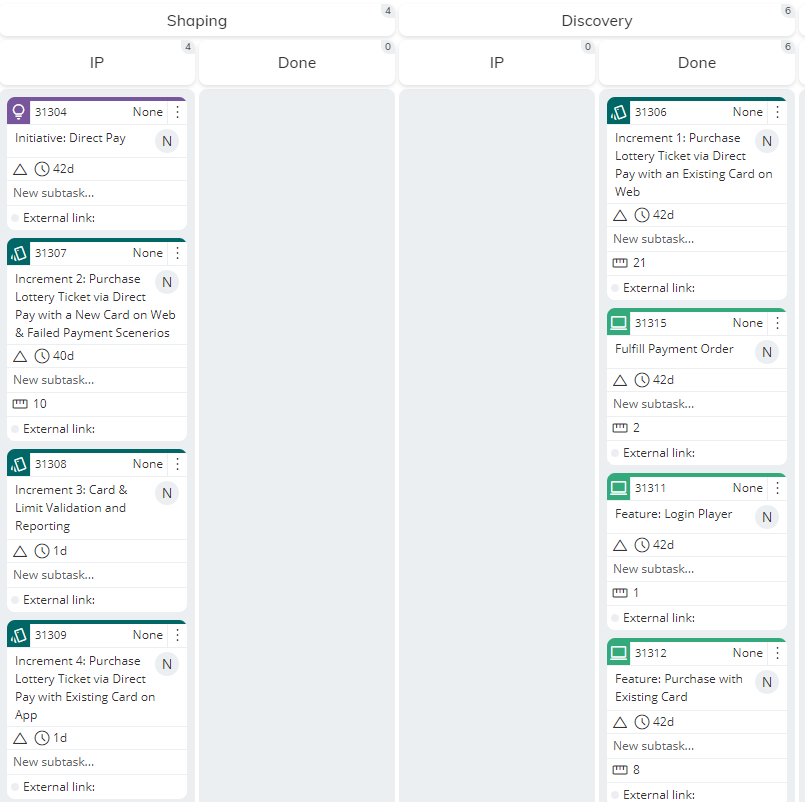 Shaping
4
Discovery
6
IP
4
Done
0
IP
0
Done
6
31304 None
Initiative: Direct Pay
N
42d
New subtask...
External link:
31307 None
Increment 2: Purchase
Lottery Ticket via Direct
Pay with a New Card on Web
& Failed Payment Scenerios
N
40d
New subtask...
10
External link:
31308 None
Increment 3: Card &
Limit Validation and
Reporting
N
1d
New subtask...
External link:
31309 None
Increment 4: Purchase
Lottery Ticket via Direct
Pay with Existing Card on
App
N
1d
New subtask...
External link:
31306 None
Increment 1: Purchase
Lottery Ticket via Direct
Pay with an Existing Card on
Web
N
42d
New subtask...
21
External link:
31315 None
Fulfill Payment Order
N
42d
New subtask...
2
External link:
31311 None
Feature: Login Player
N
42d
New subtask...
1
External link:
31312 None
Feature: Purchase with
Existing Card
N
42d
New subtask...
8
External link: